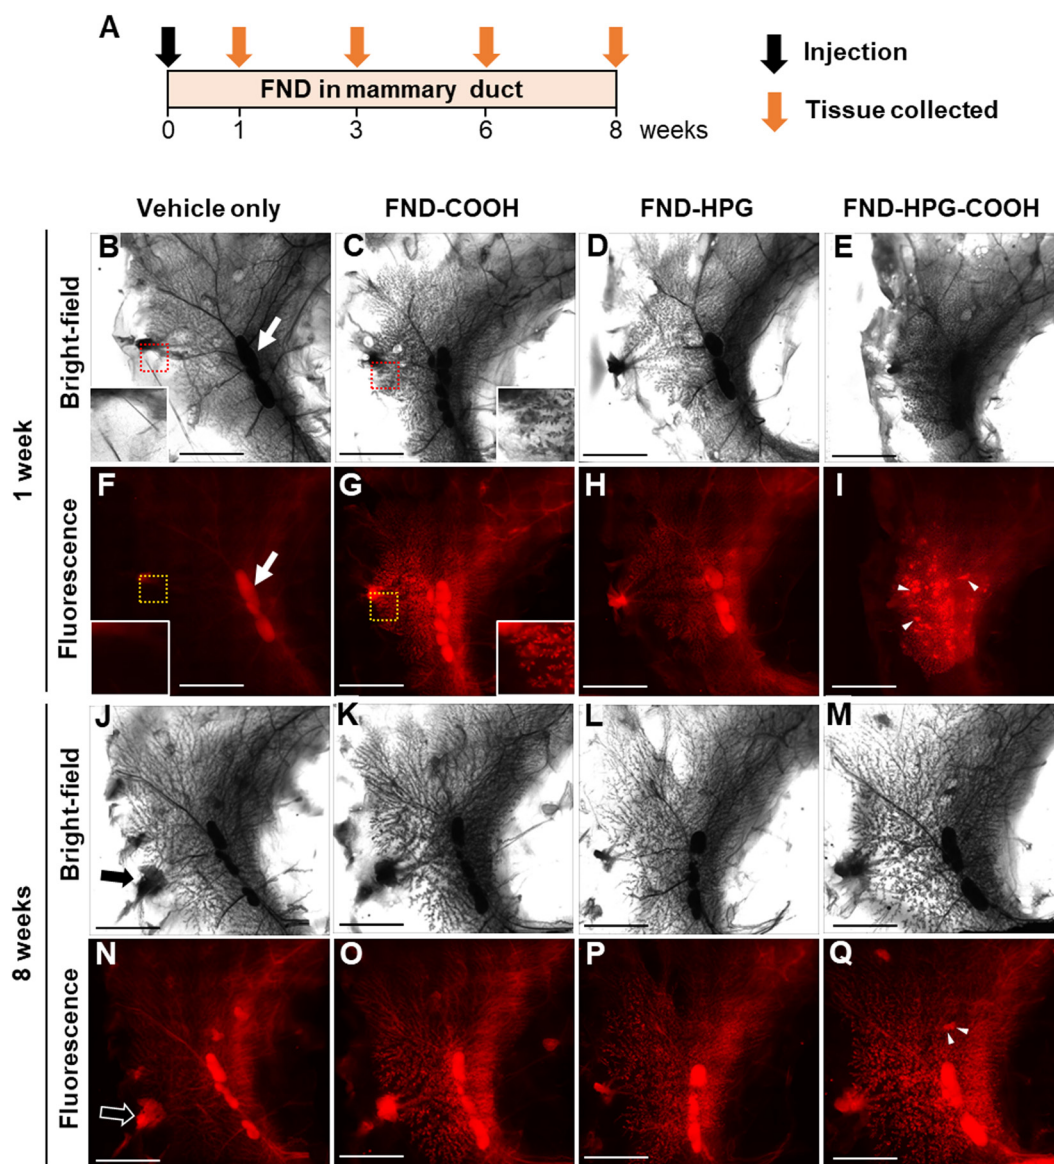 A
Injection
FND in mammary duct
Tissue collected
0 1 3 6 8 weeks
Vehicle only FND-COOH FND-HPG FND-HPG-COOH
1 week
Bright-field
B C D E
Fluorescence
F G H I
8 weeks
Bright-field
J K L M
Fluorescence
N O P Q